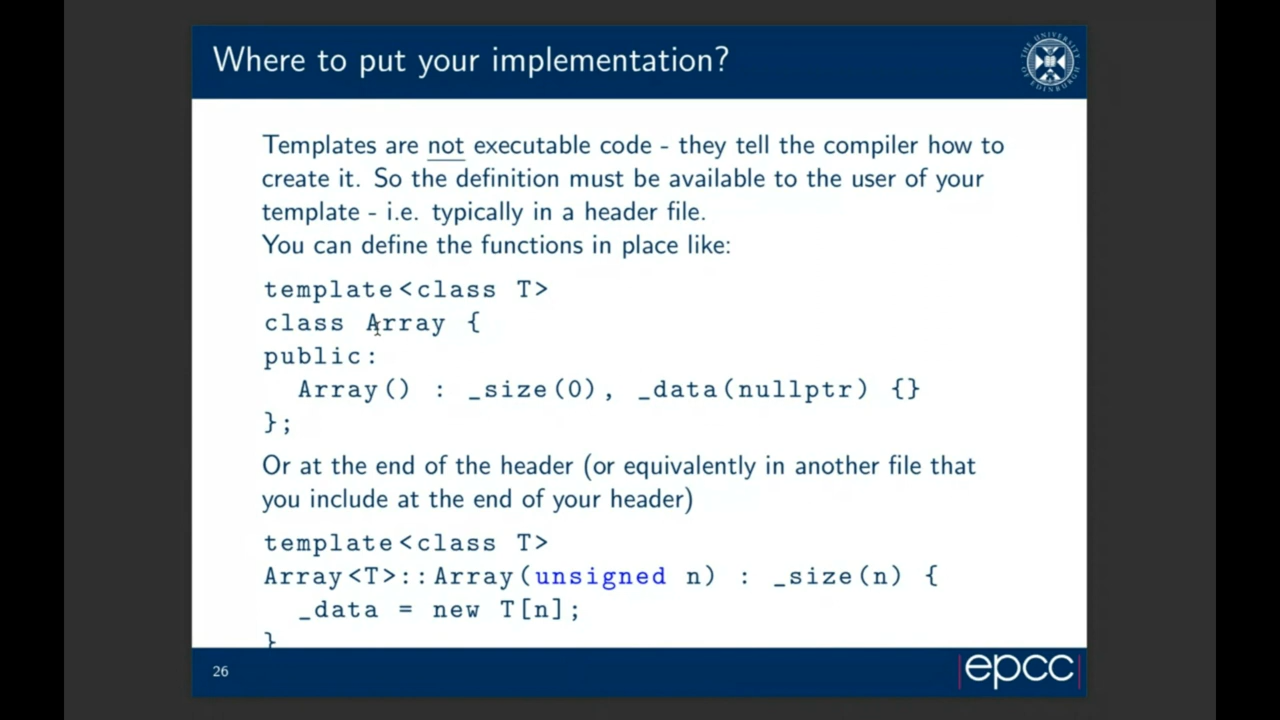 Where to put your implementation?
THE UNIVERSITY OF EDINBURGH
Templates are not executable code - they tell the compiler how to
create it. So the definition must be available to the user of your
template - i.e. typically in a header file.
You can define the functions in place like:
template<class T>
class Array {
public:
  Array() : _size(0), _data(nullptr) {}
};
Or at the end of the header (or equivalently in another file that
you include at the end of your header)
template<class T>
Array<T>::Array(unsigned n) : _size(n) {
  _data = new T[n];
}
26
epcc